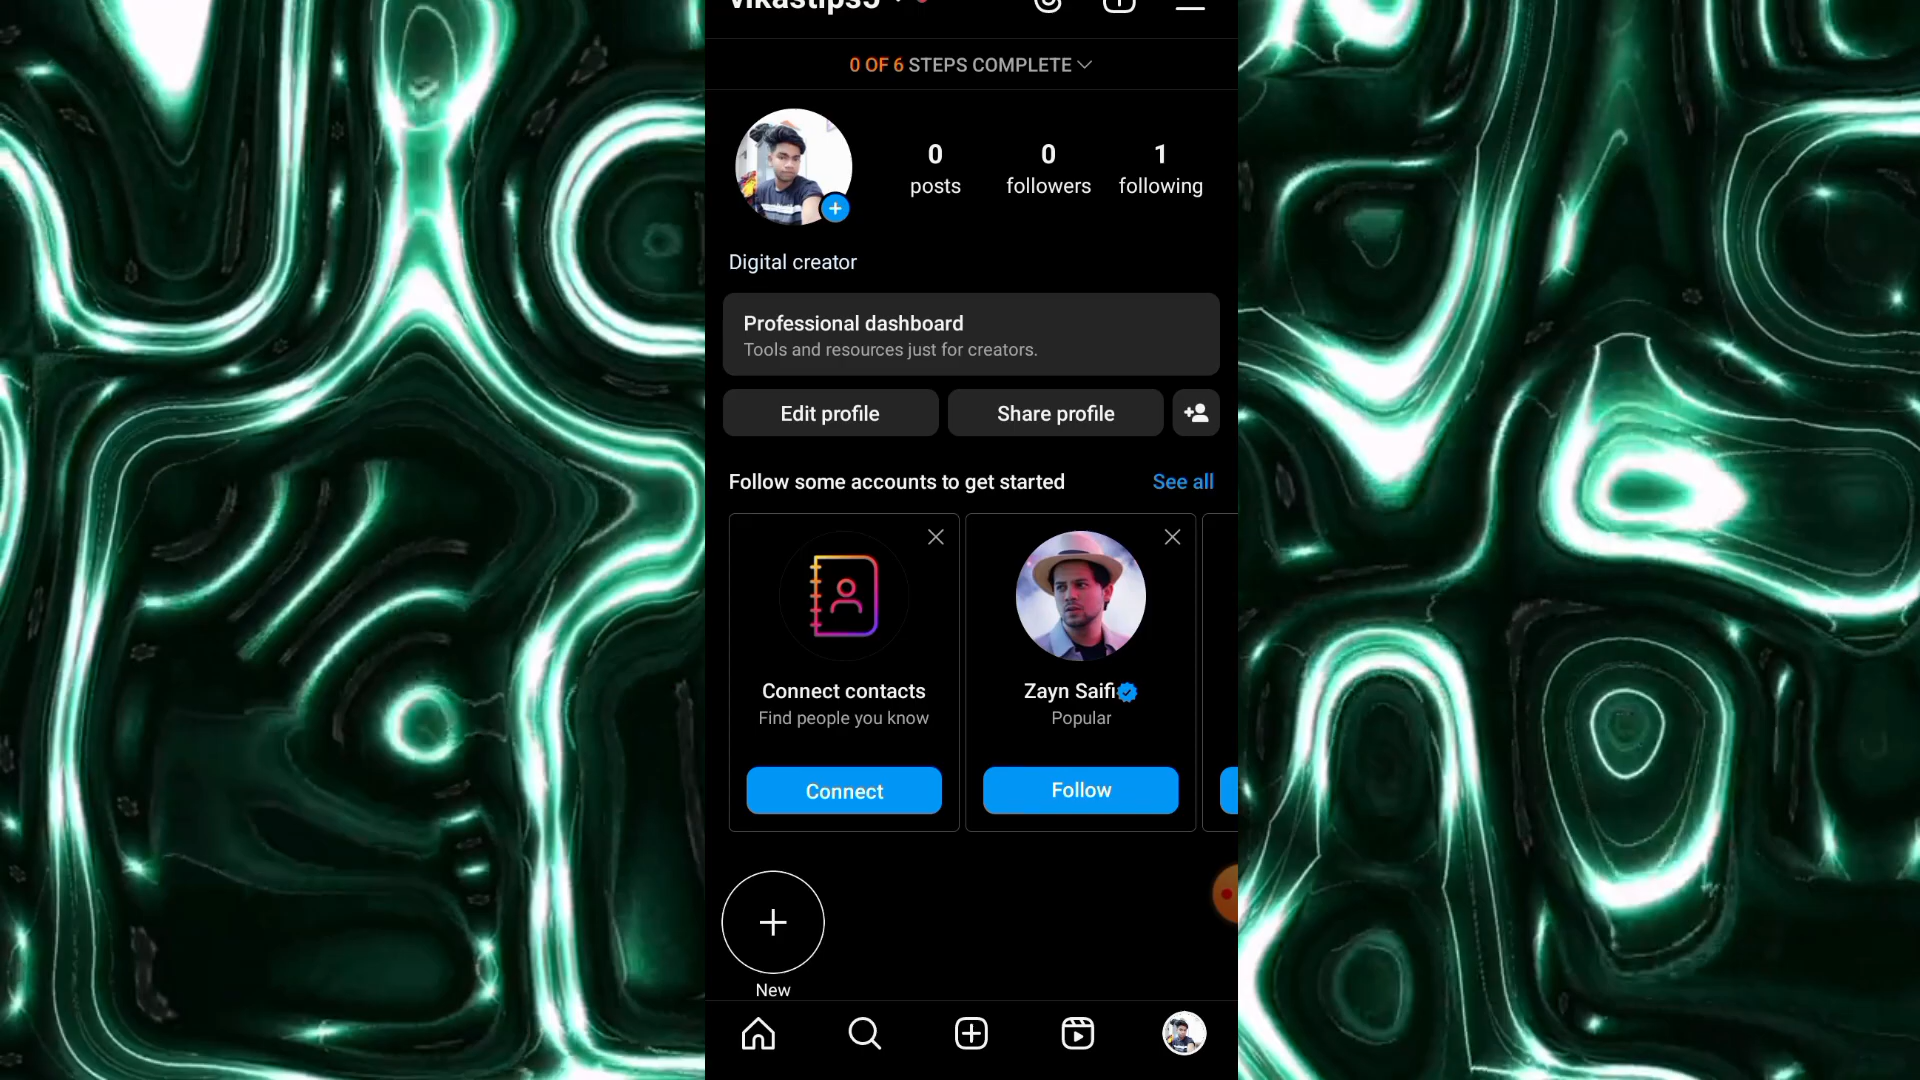 vikastips5
0 OF 6 STEPS COMPLETE
0 0 1
posts followers following
Digital creator
Professional dashboard
Tools and resources just for creators.
Edit profile Share profile
Follow some accounts to get started See all
Connect contacts
Find people you know
Connect
Zayn Saifi
Popular
Follow
New